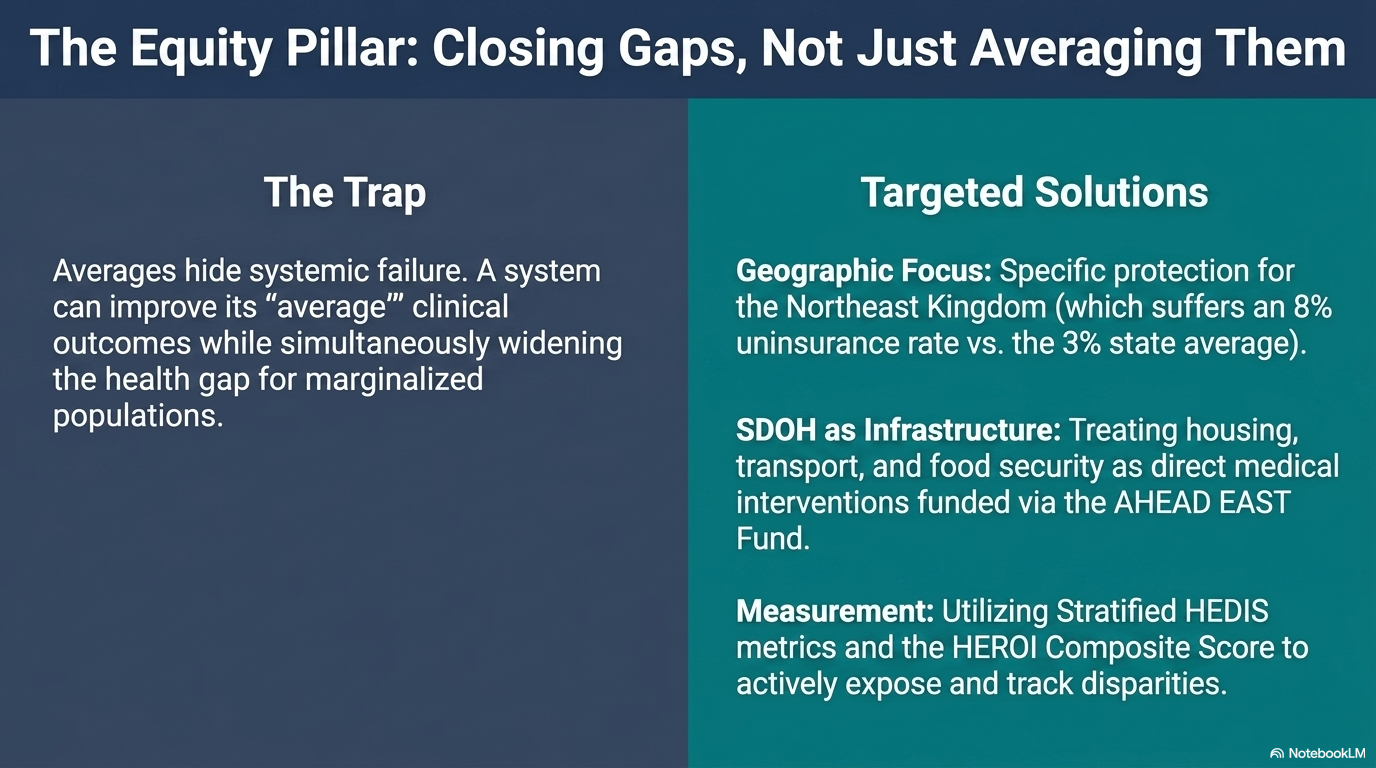 The Equity Pillar: Closing Gaps, Not Just Averaging Them
The Trap
Averages hide systemic failure. A system
can improve its “average”’ clinical
outcomes while simultaneously widening
the health gap for marginalized
populations.
Targeted Solutions
Geographic Focus: Specific protection for
the Northeast Kingdom (which suffers an 8%
uninsurance rate vs. the 3% state average).
SDOH as Infrastructure: Treating housing,
transport, and food security as direct medical
interventions funded via the AHEAD EAST
Fund.
Measurement: Utilizing Stratified HEDIS
metrics and the HEROI Composite Score to
actively expose and track disparities.
NotebookLM